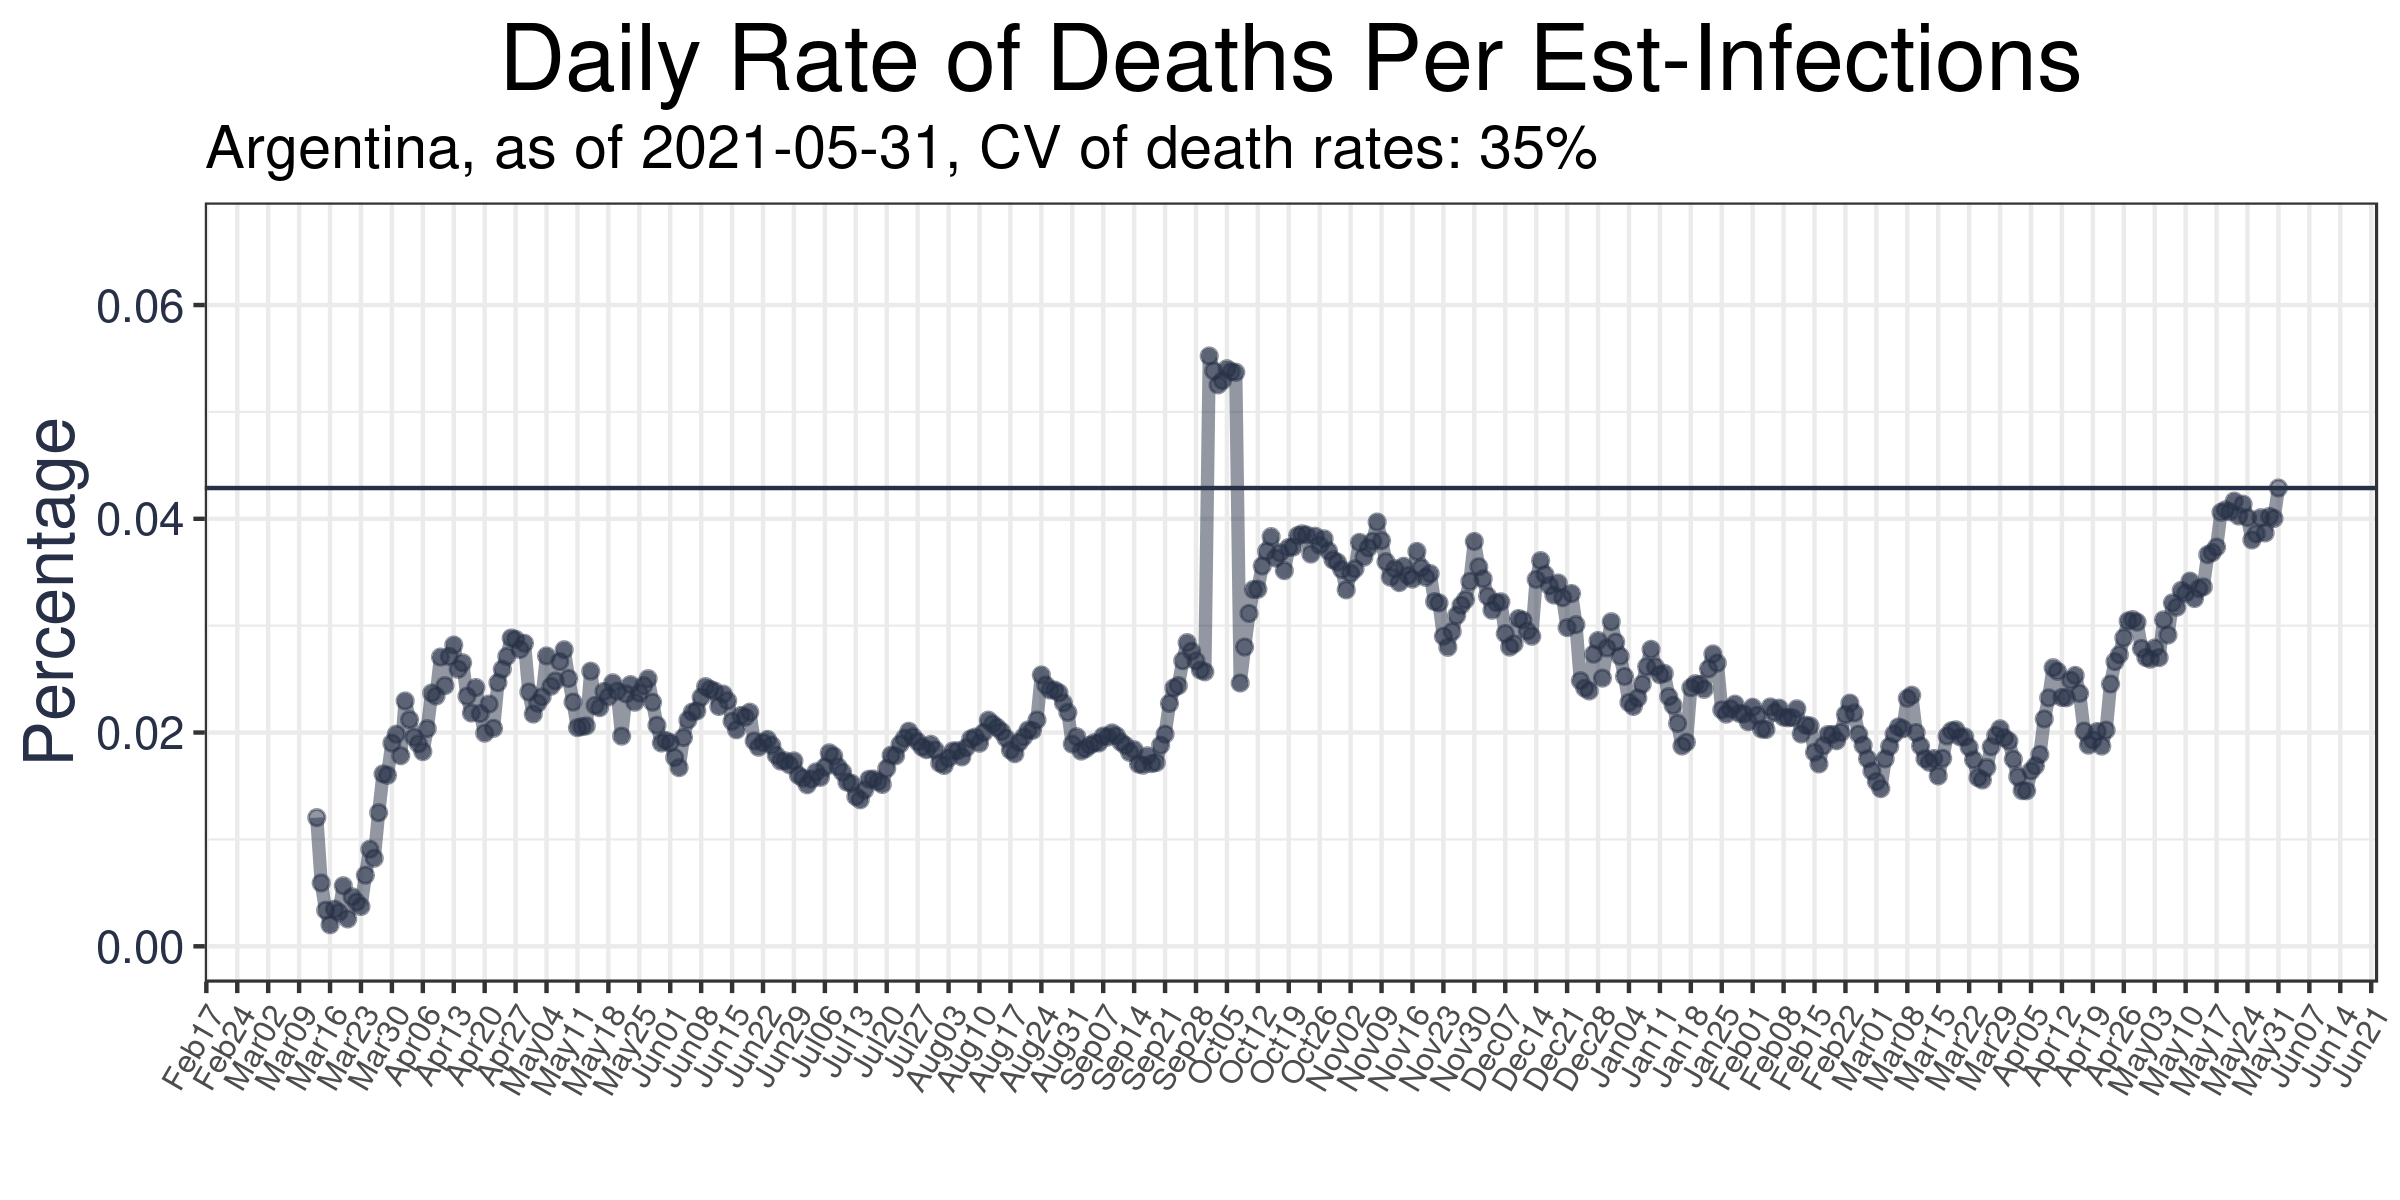 Daily Rate of Deaths Per Est-Infections
Argentina, as of 2021-05-31, CV of death rates: 35%
Percentage
0.06
0.04
0.02
0.00
Feb17
Feb24
Mar02
Mar09
Mar16
Mar23
Mar30
Apr06
Apr13
Apr20
Apr27
May04
May11
May18
May25
Jun01
Jun08
Jun15
Jun22
Jun29
Jul06
Jul13
Jul20
Jul27
Aug03
Aug10
Aug17
Aug24
Aug31
Sep07
Sep14
Sep21
Sep28
Oct05
Oct12
Oct19
Oct26
Nov02
Nov09
Nov16
Nov23
Nov30
Dec07
Dec14
Dec21
Dec28
Jan04
Jan11
Jan18
Jan25
Feb01
Feb08
Feb15
Feb22
Mar01
Mar08
Mar15
Mar22
Mar29
Apr05
Apr12
Apr19
Apr26
May03
May10
May17
May24
May31
Jun07
Jun14
Jun21